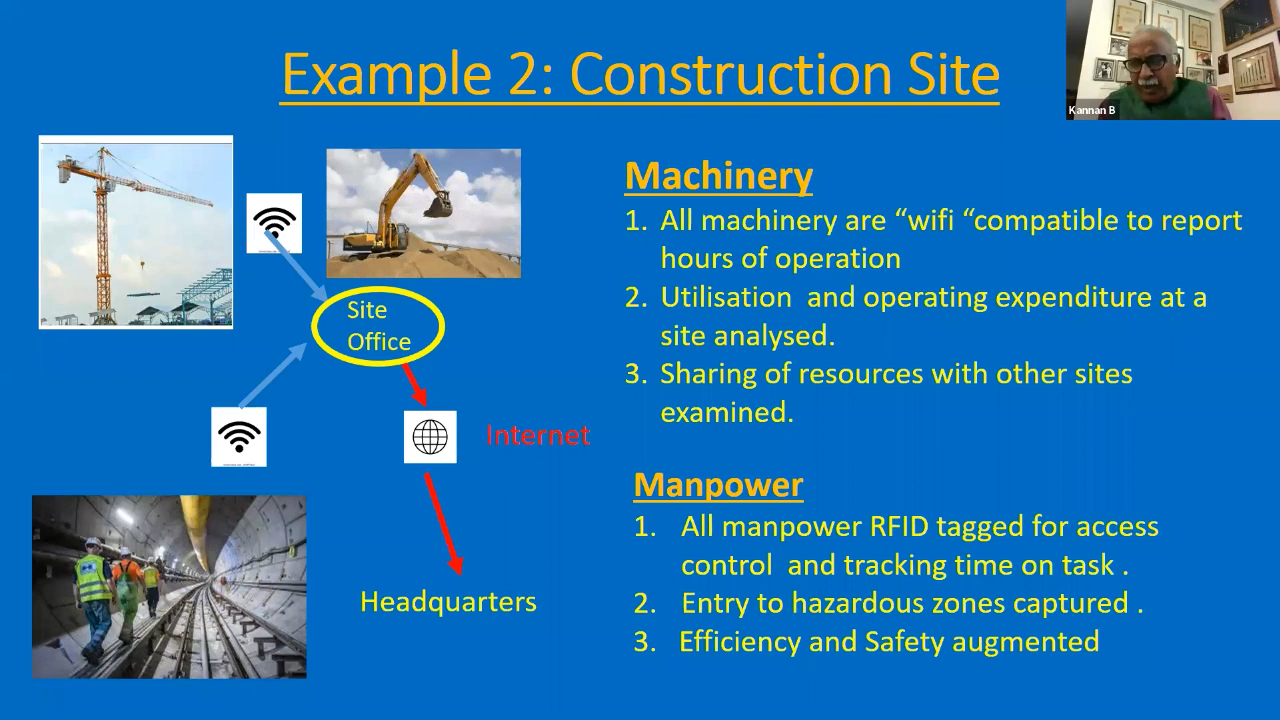 Example 2: Construction Site
Kannan B
Machinery
1. All machinery are “wifi “compatible to report
hours of operation
2. Utilisation and operating expenditure at a
site analysed.
3. Sharing of resources with other sites
examined.
Site
Office
Internet
Headquarters
Manpower
1. All manpower RFID tagged for access
control and tracking time on task .
2. Entry to hazardous zones captured .
3. Efficiency and Safety augmented